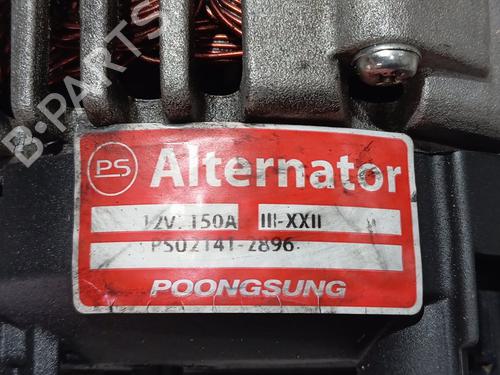 B-PARTS
PS Alternator
12V 150A III-XXII
PS02141-2896
POONGSUNG